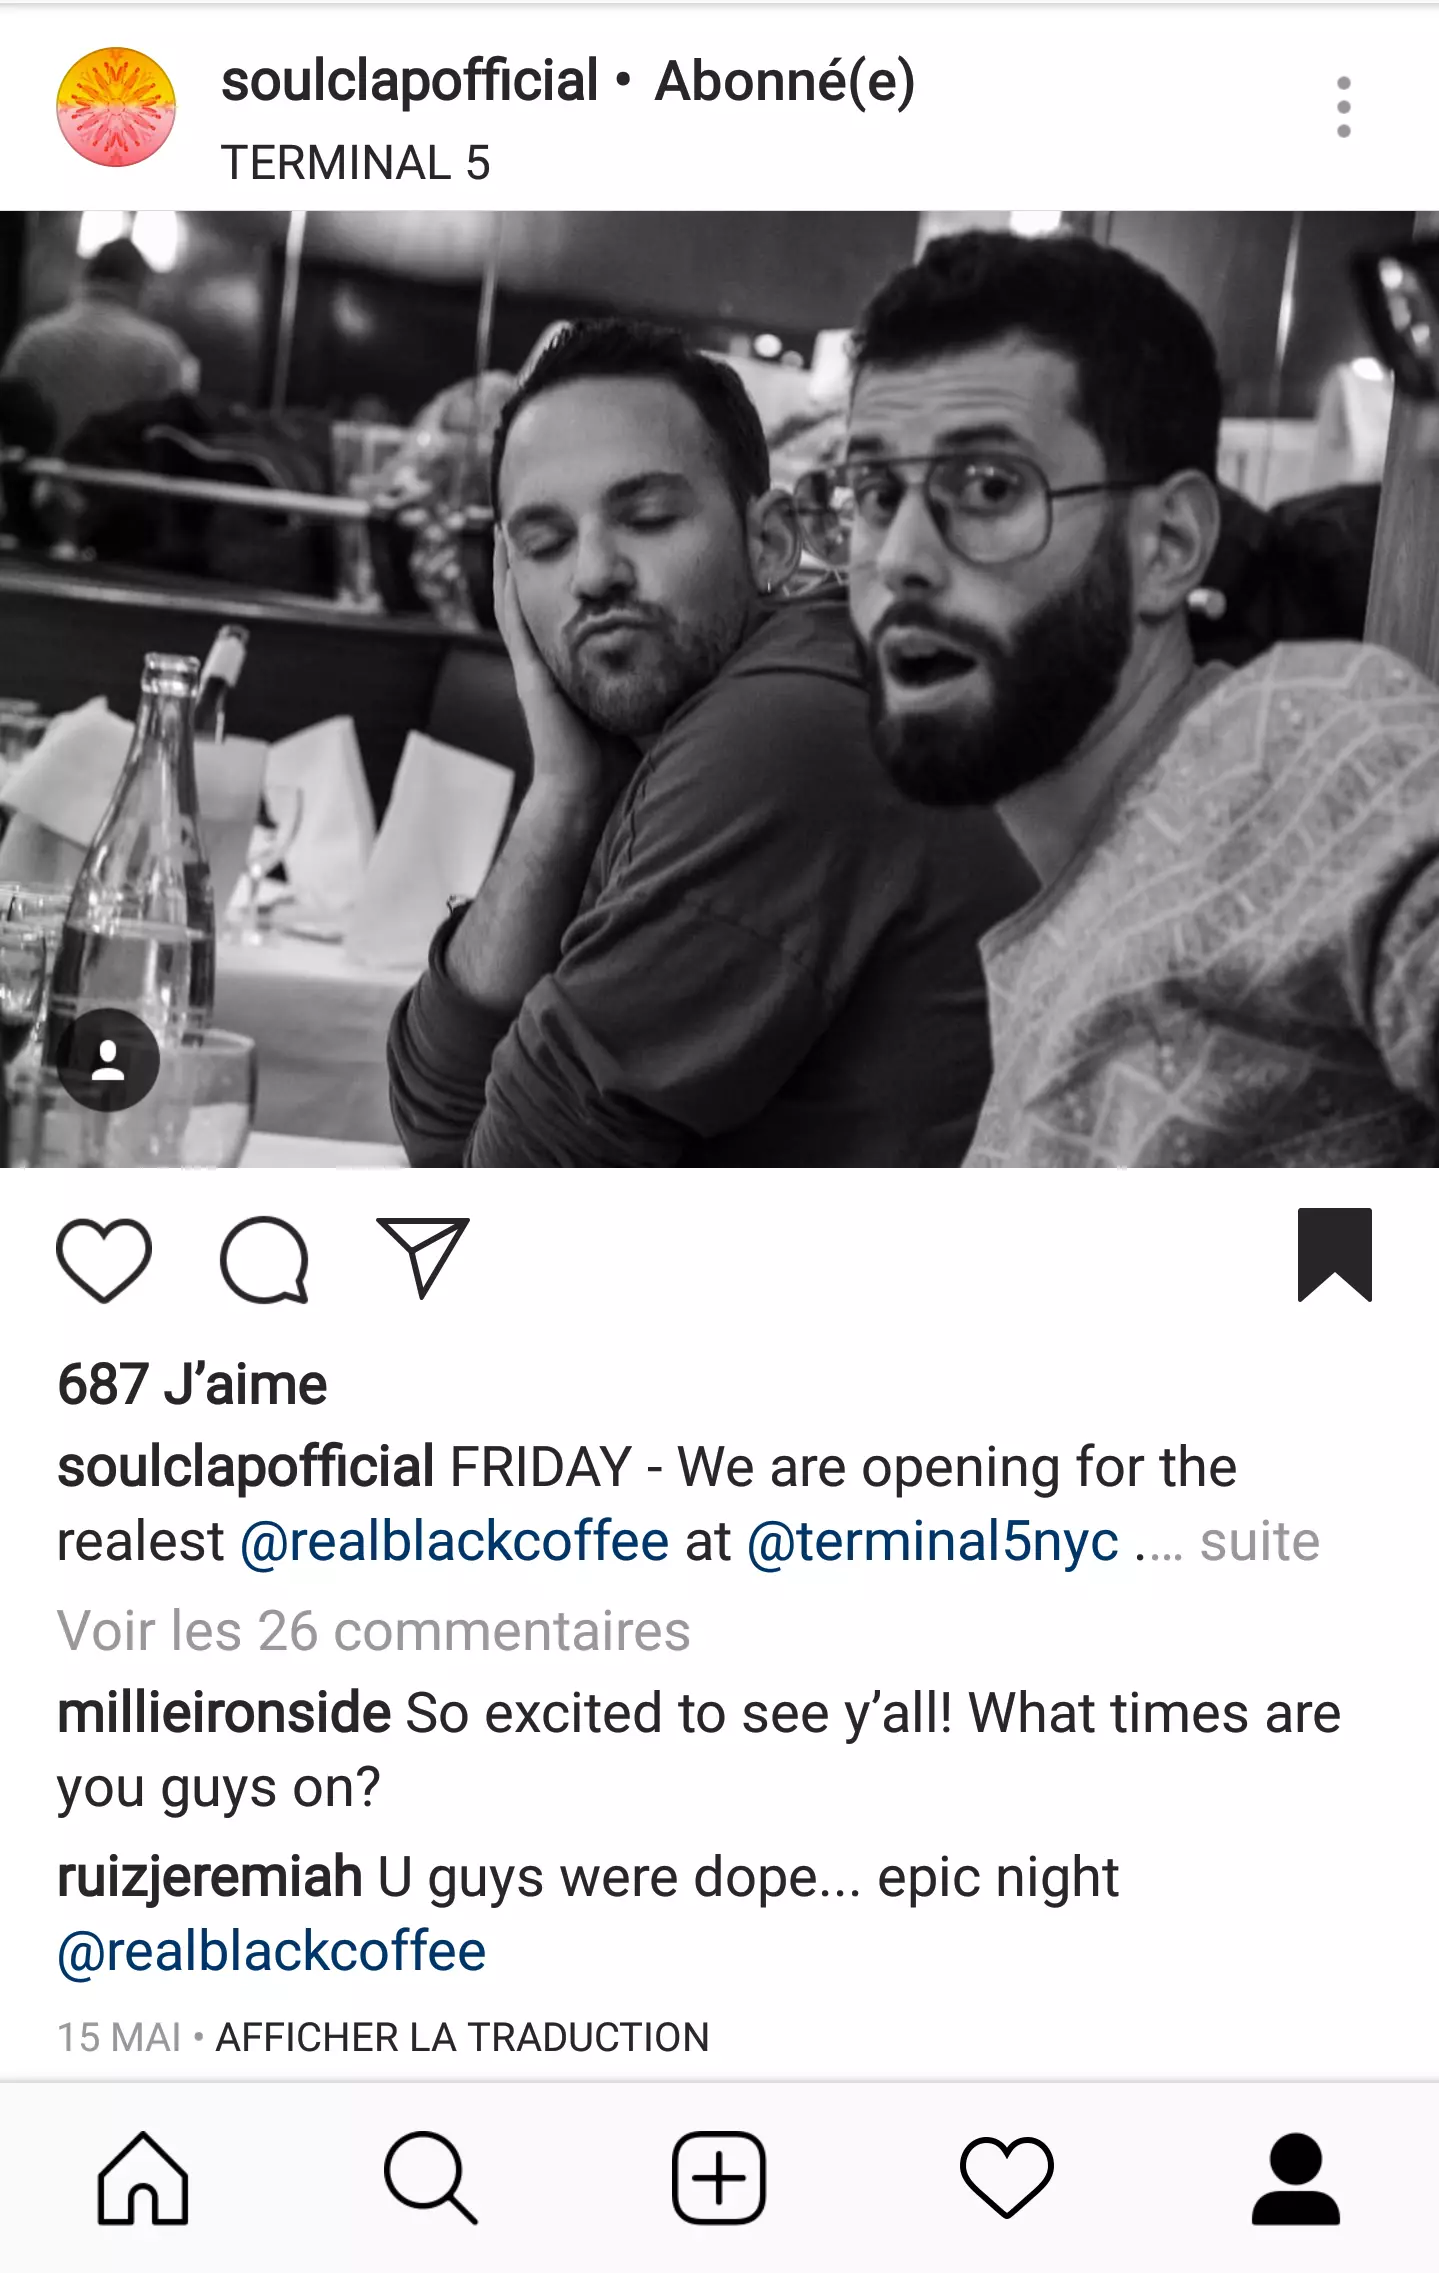 soulclapofficial • Abonné(e)
TERMINAL 5
687 J’aime
soulclapofficial FRIDAY - We are opening for the
realest @realblackcoffee at @terminal5nyc .… suite
Voir les 26 commentaires
millieironside So excited to see y’all! What times are
you guys on?
ruizjeremiah U guys were dope... epic night
@realblackcoffee
15 MAI • AFFICHER LA TRADUCTION